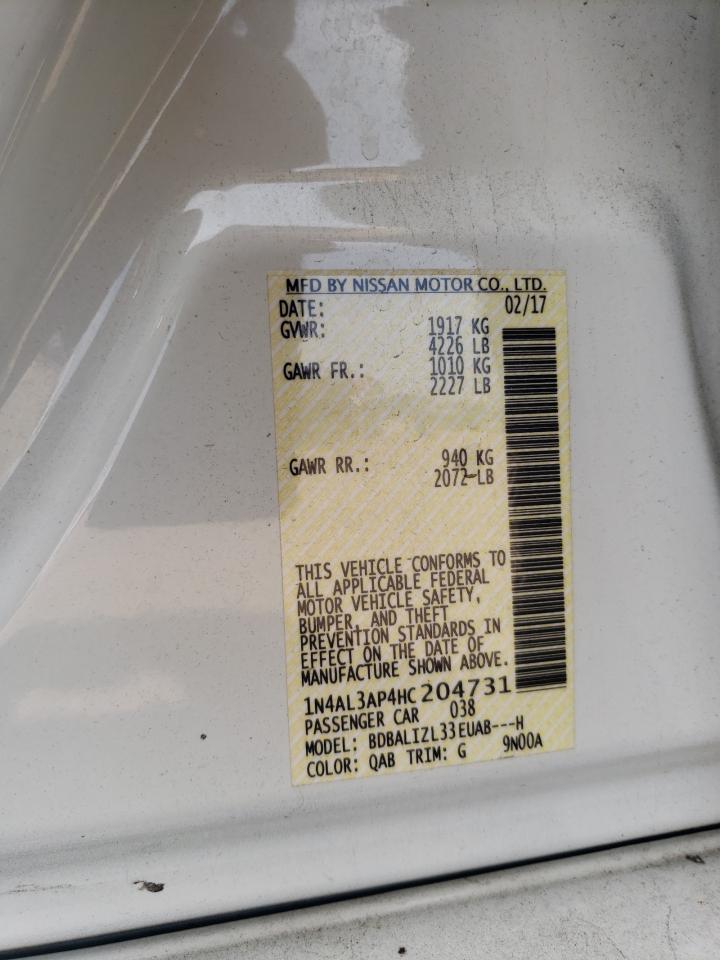 MFD BY NISSAN MOTOR CO., LTD.
DATE: 02/17
GVWR: 1917 KG
4226 LB
GAWR FR.: 1010 KG
2227 LB
GAWR RR.: 940 KG
2072 LB
THIS VEHICLE CONFORMS TO
ALL APPLICABLE FEDERAL
MOTOR VEHICLE SAFETY,
BUMPER, AND THEFT
PREVENTION STANDARDS IN
EFFECT ON THE DATE OF
MANUFACTURE SHOWN ABOVE.
1N4AL3AP4HC204731
PASSENGER CAR 038
MODEL: BDBALIZL33EUAB---H
COLOR: QAB TRIM: G 9N00A